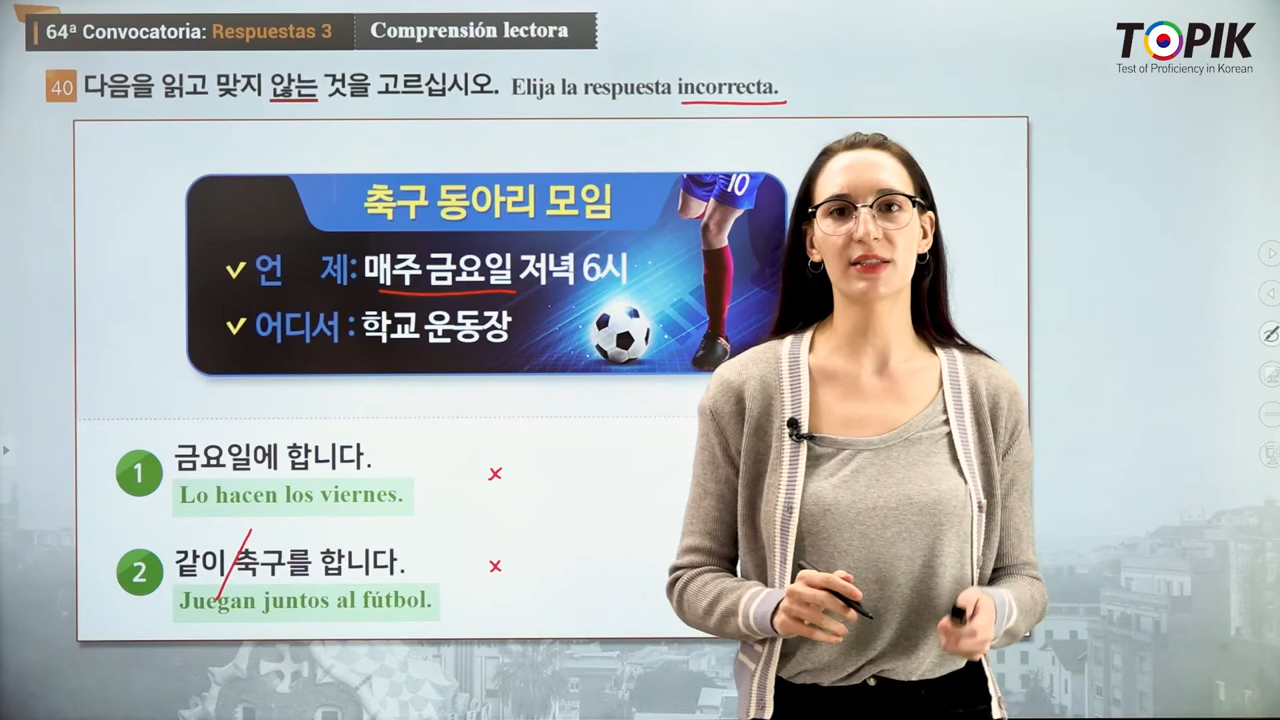 64ª Convocatoria: Respuestas 3 Comprensión lectora
TOPIK
Test of Proficiency in Korean
40 다음을 읽고 맞지 않는 것을 고르십시오. Elija la respuesta incorrecta.
10
축구 동아리 모임
언 제: 매주 금요일 저녁 6시
어디서 : 학교 운동장
1 금요일에 합니다.
Lo hacen los viernes.
2 같이 축구를 합니다.
Juegan juntos al fútbol.